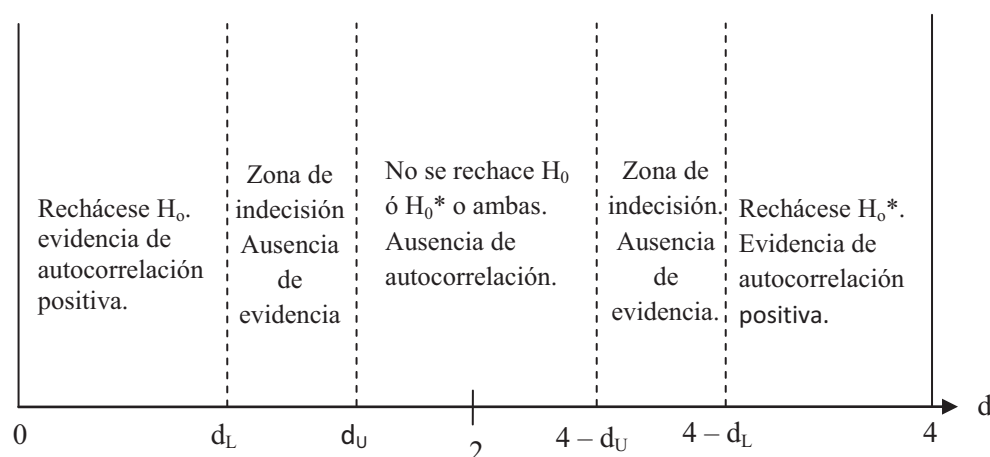 Rechácese Hₒ.
evidencia de
autocorrelación
positiva.
Zona de
indecisión
Ausencia
de
evidencia
No se rechace H₀
ó H₀* o ambas.
Ausencia de
autocorrelación.
Zona de
indecisión.
Ausencia
de
evidencia.
Rechácese Hₒ*.
Evidencia de
autocorrelación
positiva.
d
0
d_L
d_U
2
4 – d_U
4 – d_L
4